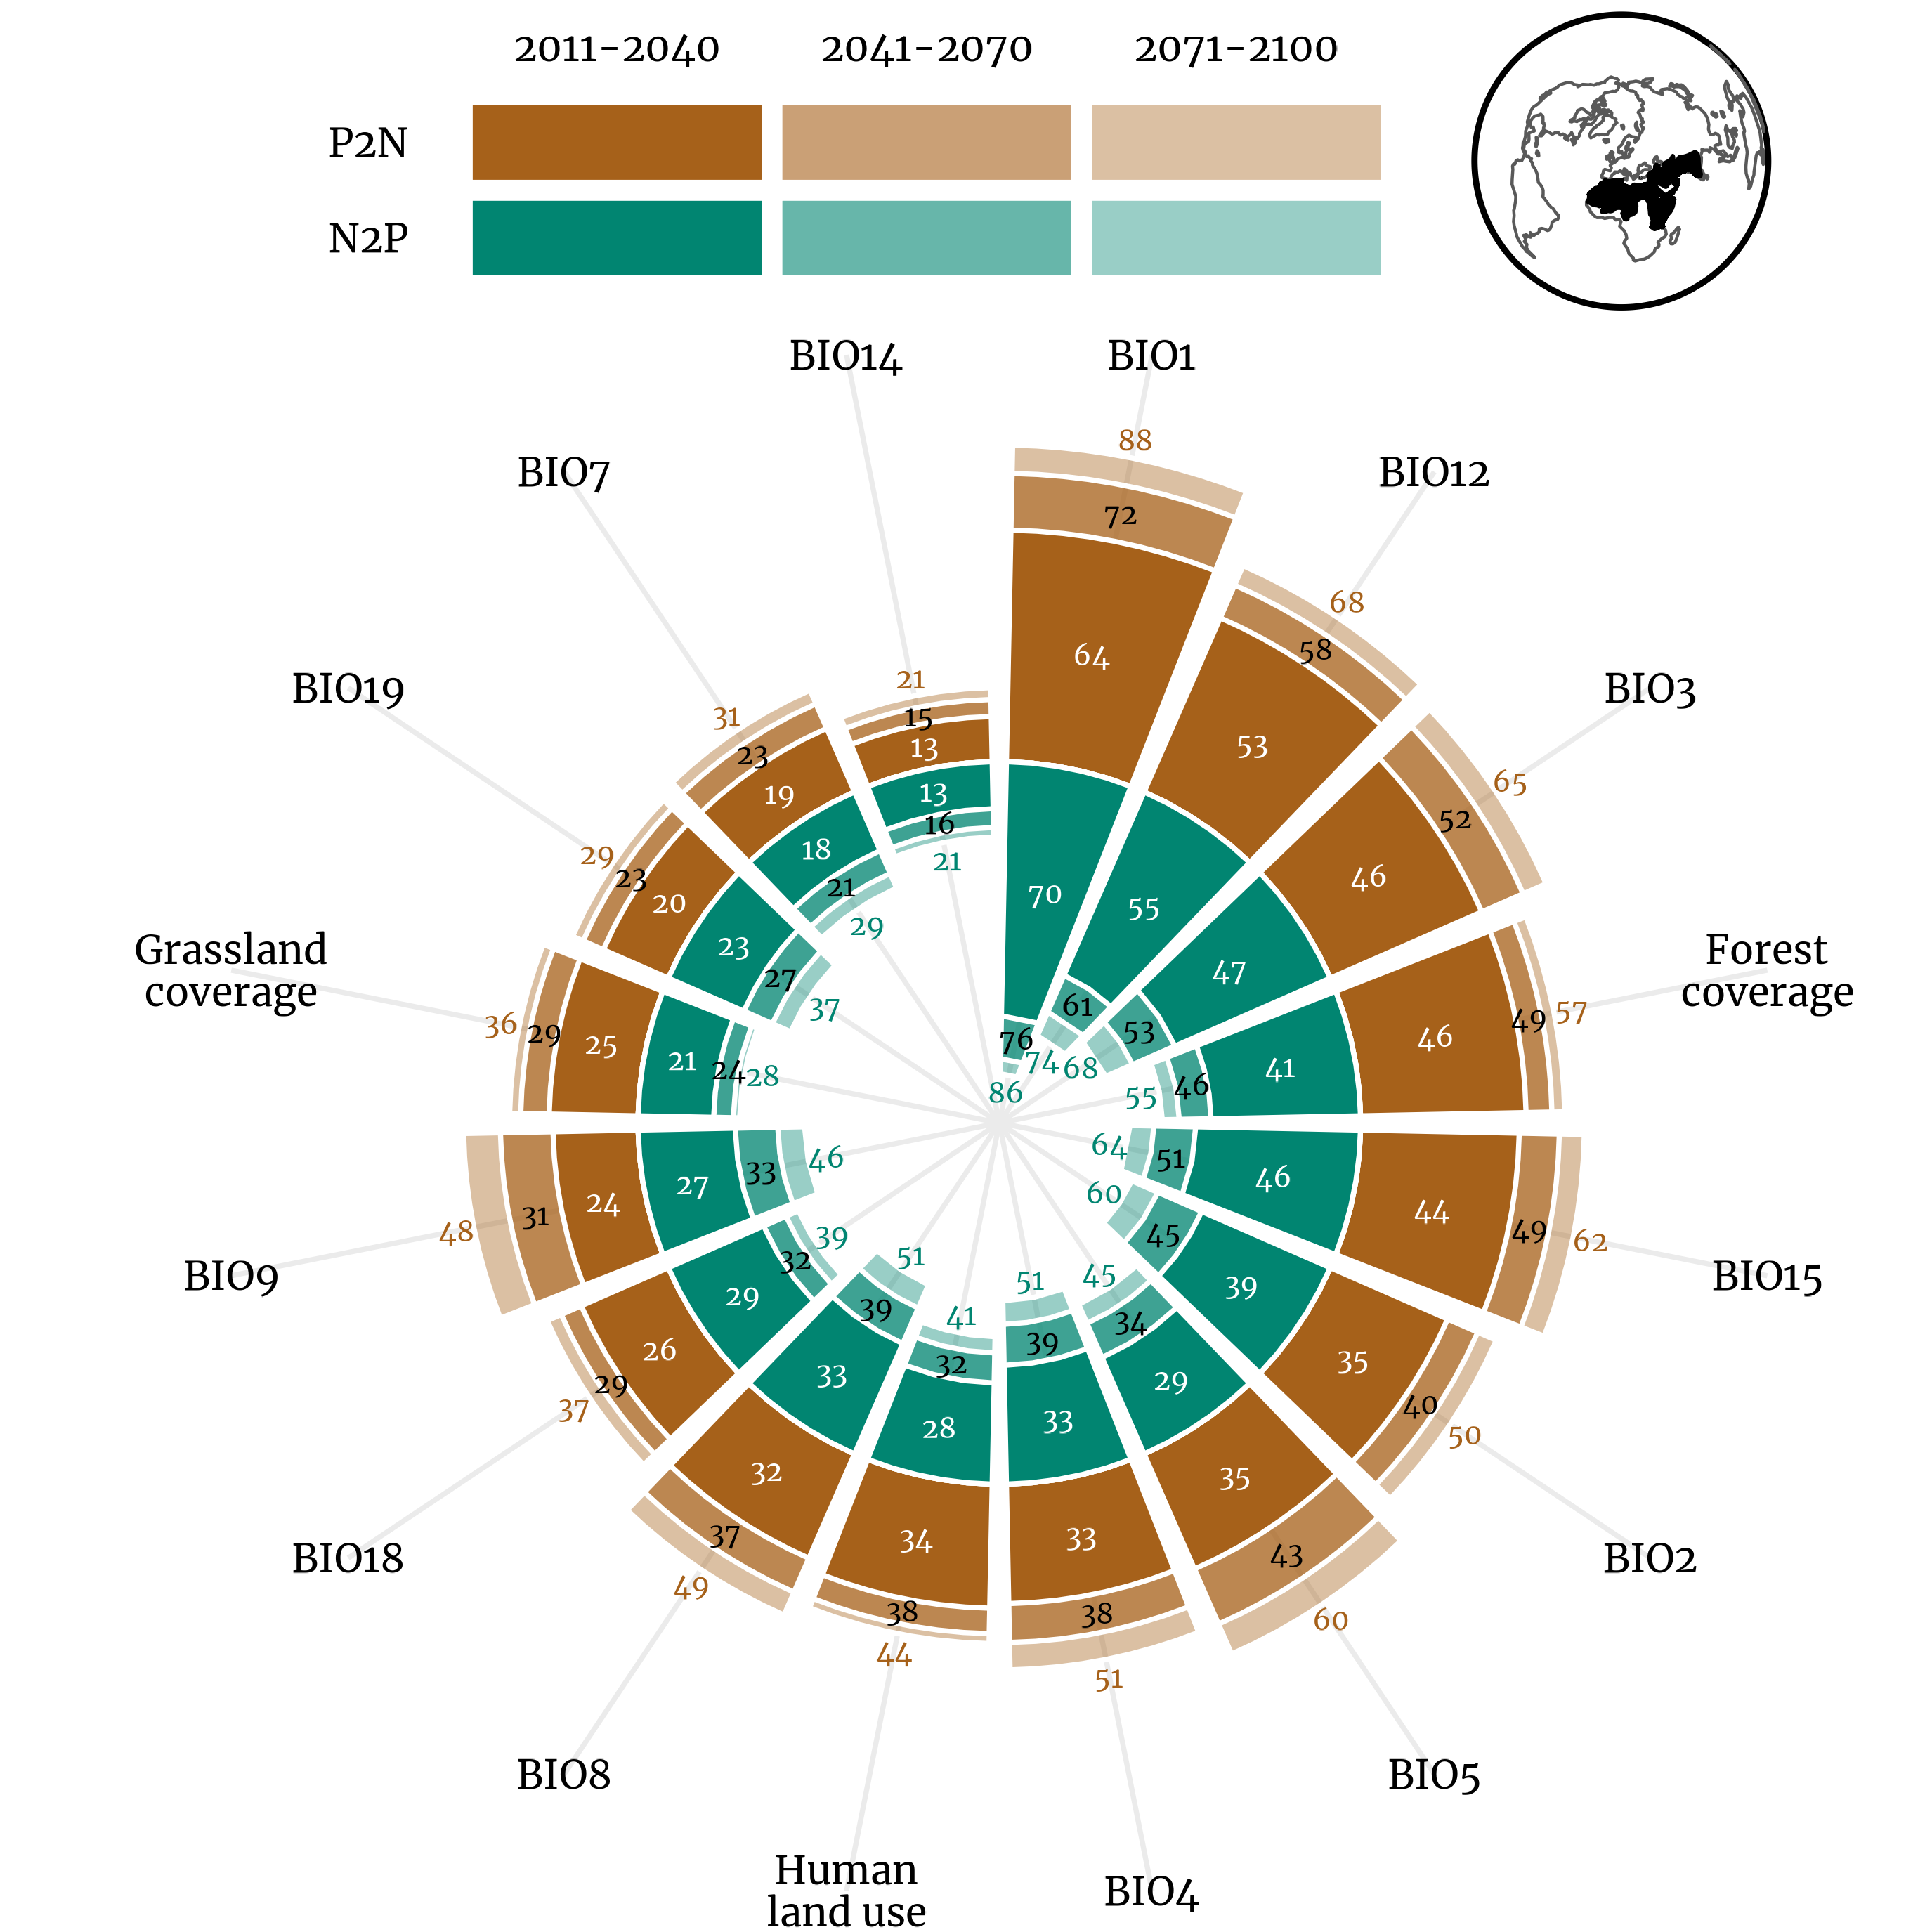 2011-2040 2041-2070 2071-2100
P2N
N2P
BIO14 BIO1
88
BIO7 BIO12
72
68
58
64
BIO19 21 BIO3
31 15
23 13 53 65
19 13
29 16 52
18 21
23 21 46
20 29 70 55
Grassland Forest
coverage 23 47 coverage
27 37 61
36 29 25 53 49 57
21 24 28 76 74 68 46
86 55 46 41
48 31 24 27 33 46 64 51 46 44 49 62
BIO9 60 BIO15
39 45
32 51 39
29 51 45
26 39 41 34 35
29 33 32 39 29 40
37 28 33 50
32 35
BIO18 34 33 43 BIO2
37
49 38 38 60
44 51
BIO8 BIO5
Human
land use BIO4